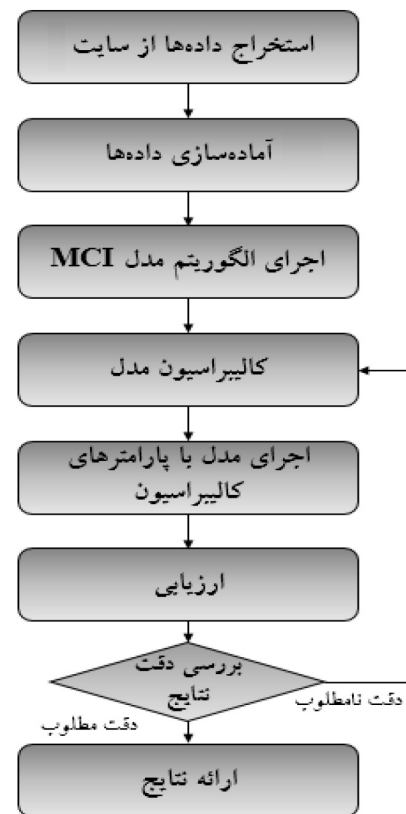 استخراج داده‌ها از سایت
آماده‌سازی داده‌ها
اجرای الگوریتم مدل MCI
کالیبراسیون مدل
اجرای مدل با پارامترهای
کالیبراسیون
ارزیابی
بررسی دقت
نتایج
دقت نامطلوب
دقت مطلوب
ارائه نتایج